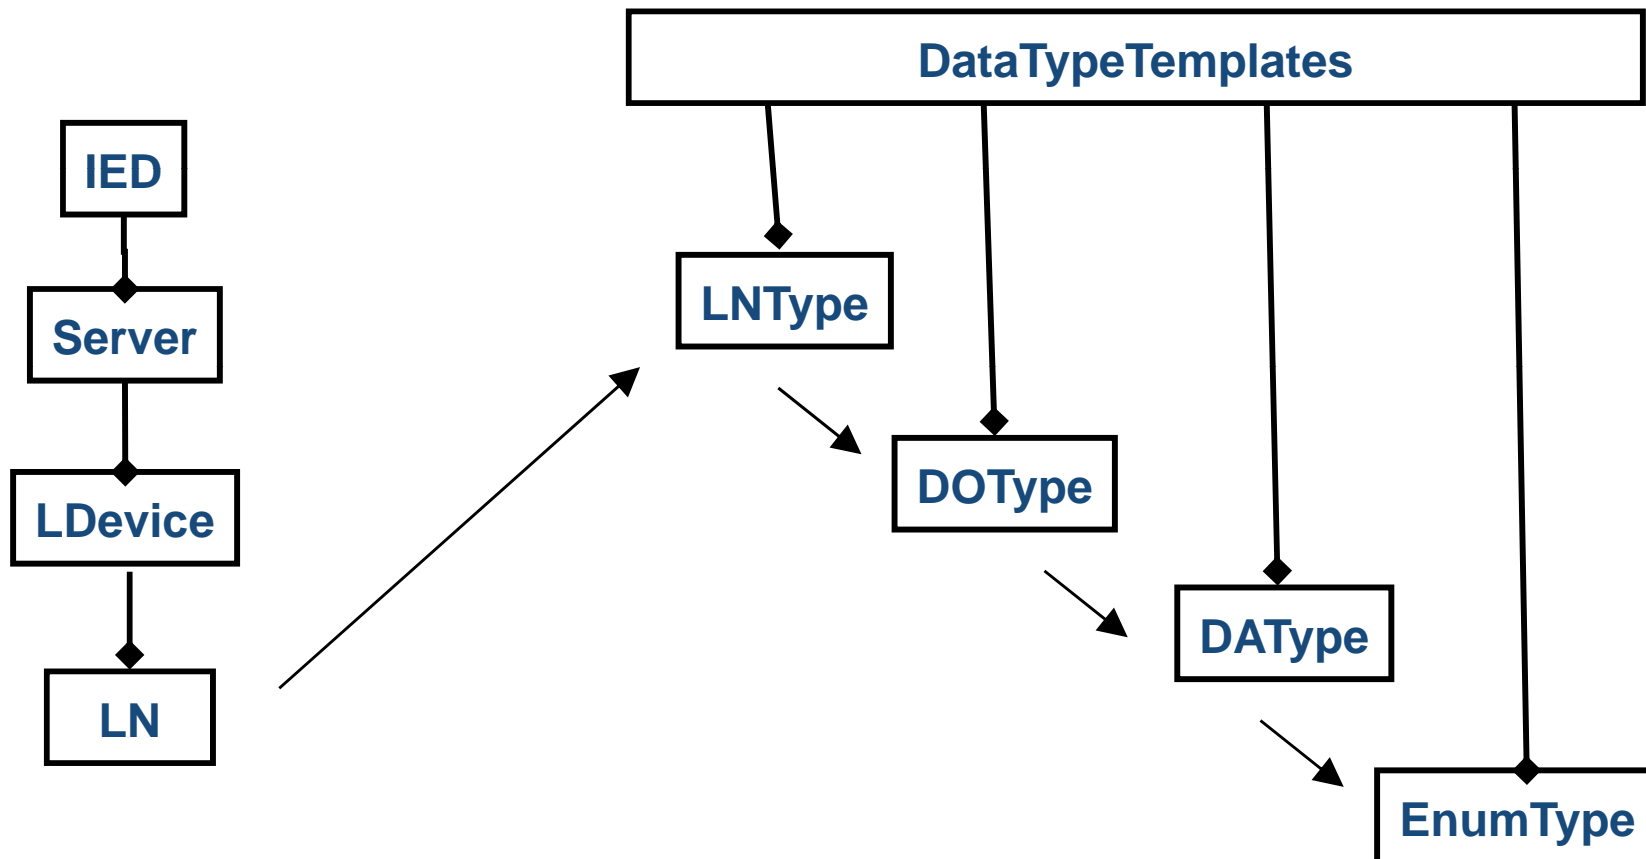 DataTypeTemplates
IED
LNType
Server
DOType
LDevice
DAType
LN
EnumType